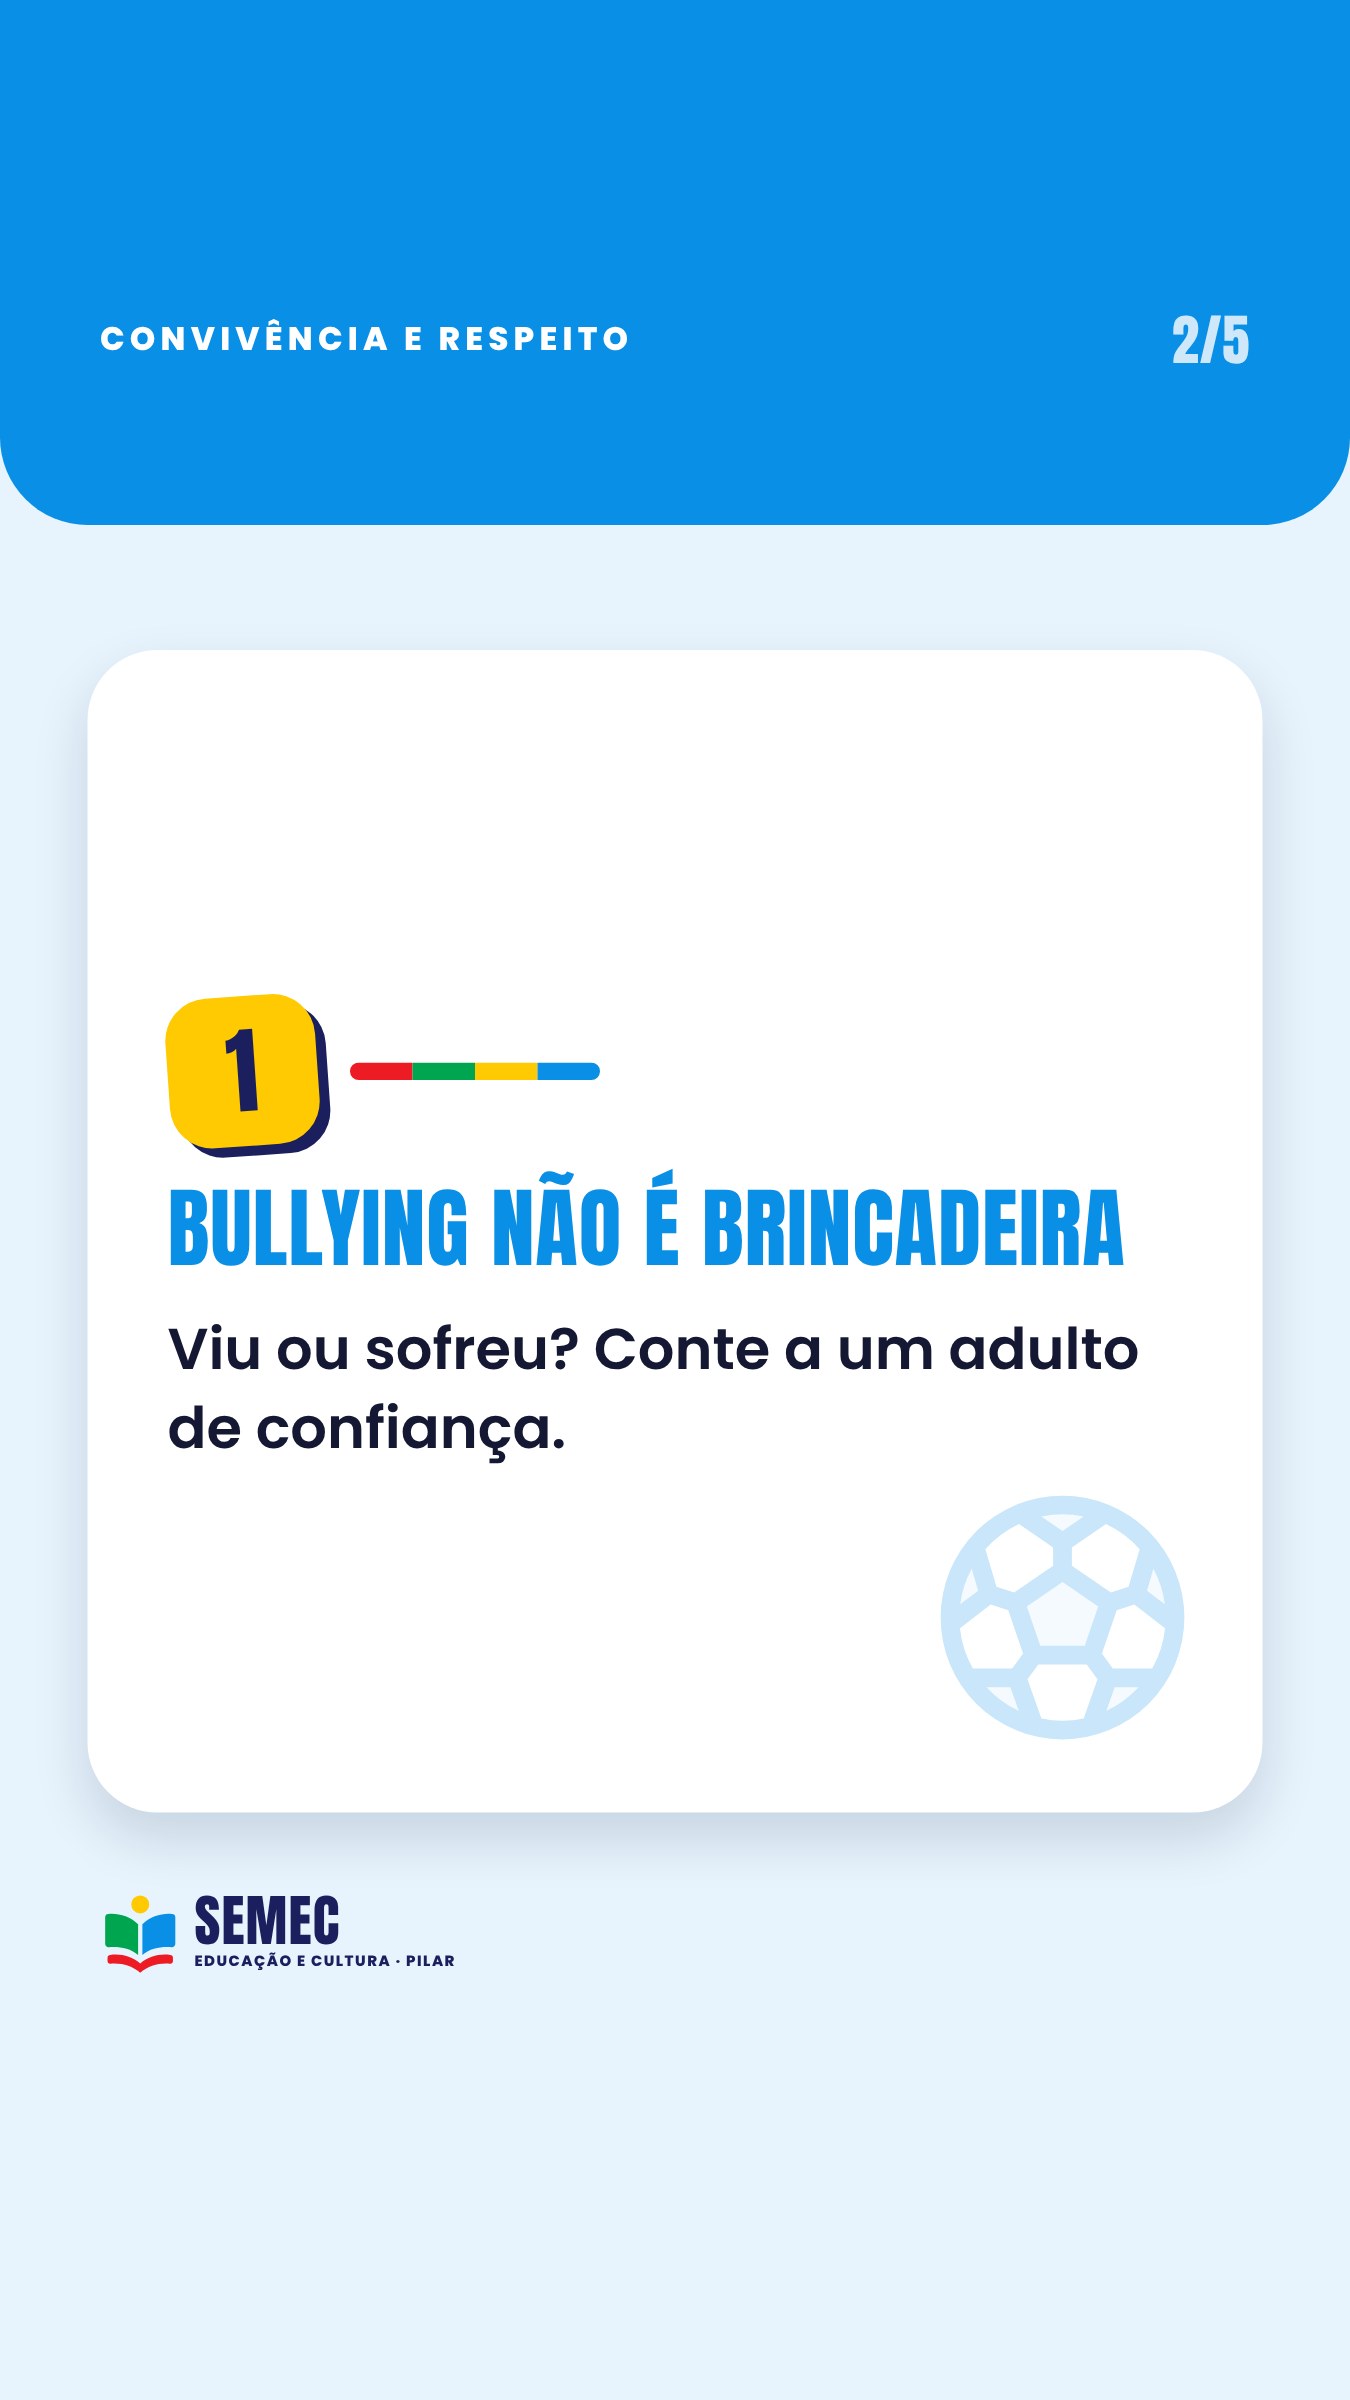 CONVIVÊNCIA E RESPEITO
2/5
1
BULLYING NÃO É BRINCADEIRA
Viu ou sofreu? Conte a um adulto
de confiança.
SEMEC
EDUCAÇÃO E CULTURA · PILAR